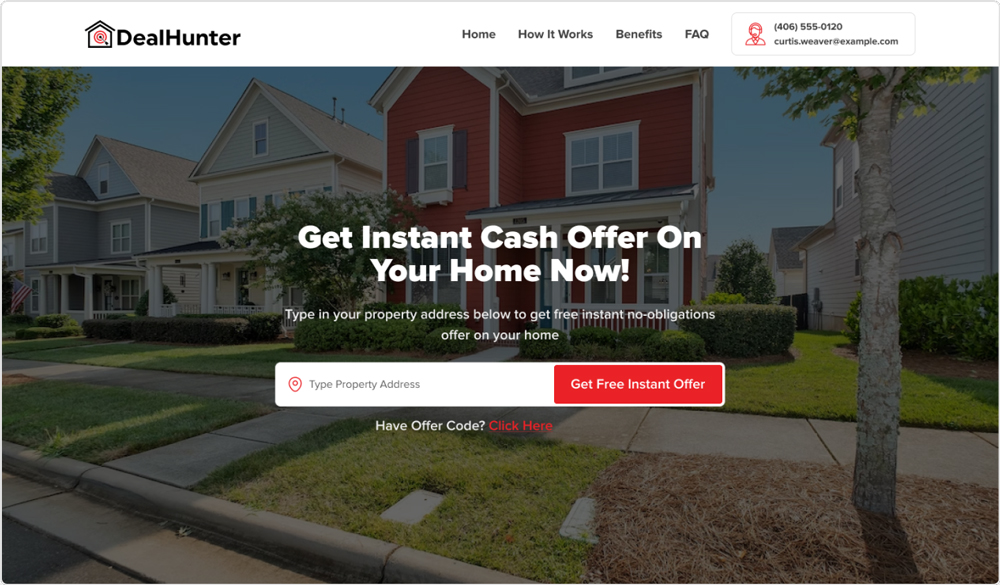 DealHunter
Home How It Works Benefits FAQ
(406) 555-0120
curtis.weaver@example.com
Get Instant Cash Offer On
Your Home Now!
Type in your property address below to get free instant no-obligations
offer on your home
Type Property Address
Get Free Instant Offer
Have Offer Code? Click Here